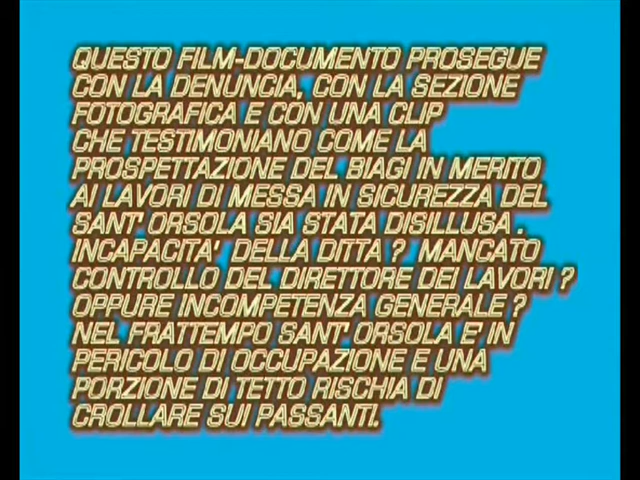 QUESTO FILM-DOCUMENTO PROSEGUE
CON LA DENUNCIA, CON LA SEZIONE
FOTOGRAFICA E CON UNA CLIP
CHE TESTIMONIANO COME LA
PROSPETTAZIONE DEL BIAGI IN MERITO
AI LAVORI DI MESSA IN SICUREZZA DEL
SANT' ORSOLA SIA STATA DISILLUSA .
INCAPACITA' DELLA DITTA ? MANCATO
CONTROLLO DEL DIRETTORE DEI LAVORI ?
OPPURE INCOMPETENZA GENERALE ?
NEL FRATTEMPO SANT' ORSOLA E' IN
PERICOLO DI OCCUPAZIONE E UNA
PORZIONE DI TETTO RISCHIA DI
CROLLARE SUI PASSANTI.